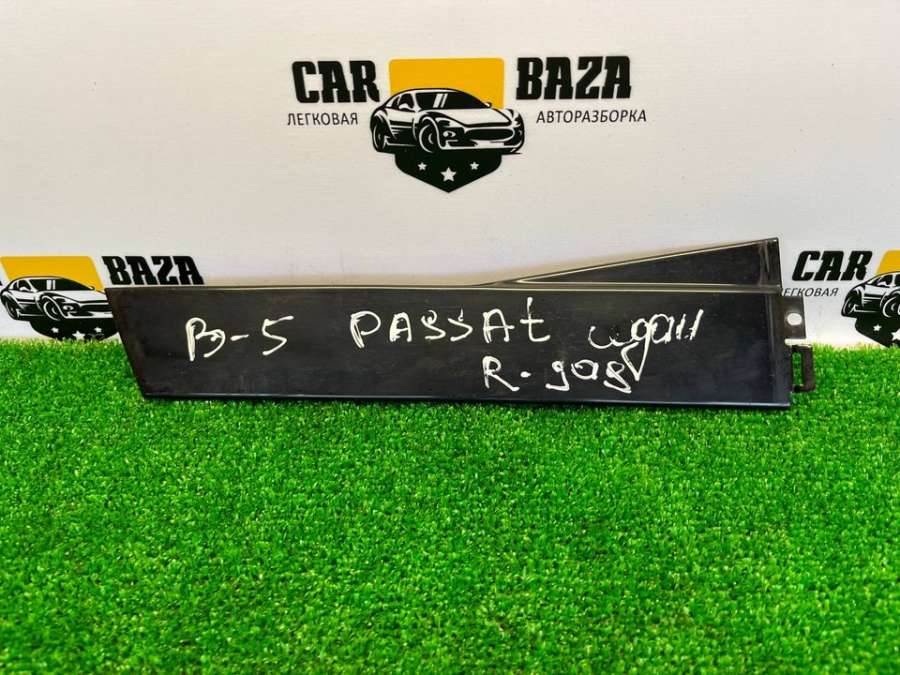 CAR BAZA
ЛЕГКОВАЯ АВТОРАЗБОРКА
BAZA
CAR
ЛЕГКОВАЯ
B-5 PASSAt
R.